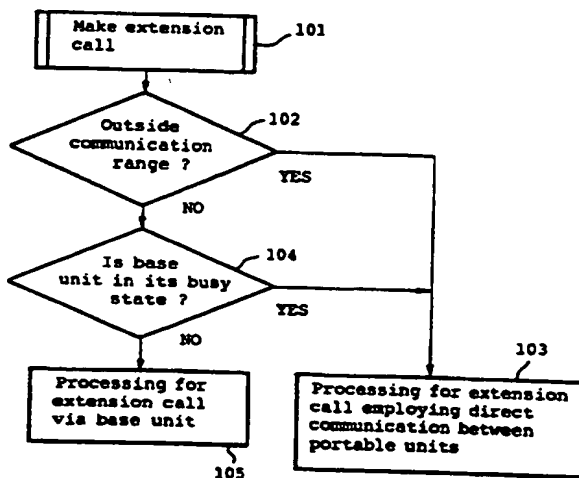 Make extension
call
101
102
Outside
communication
range ?
YES
NO
104
Is base
unit in its busy
state ?
YES
NO
103
Processing for
extension call
via base unit
105
Processing for extension
call employing direct
communication between
portable units